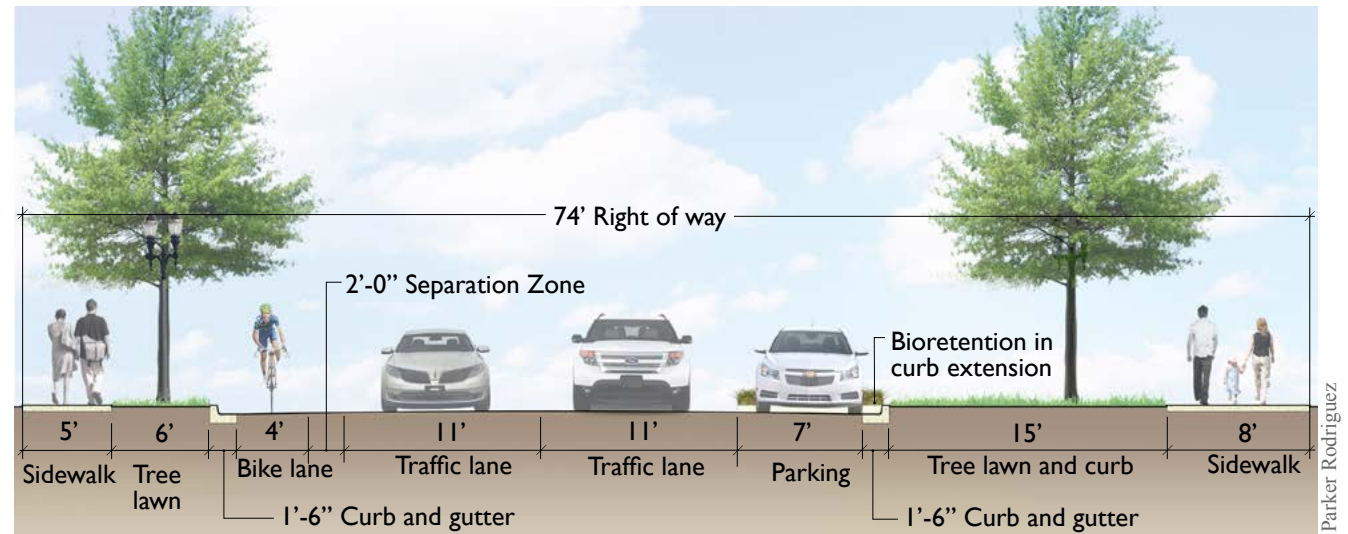 74’ Right of way
2’-0” Separation Zone
Bioretention in
curb extension
5’
6’
4’
11’
11’
7’
15’
8’
Sidewalk
Tree
lawn
Bike lane
Traffic lane
Traffic lane
Parking
Tree lawn and curb
Sidewalk
1’-6” Curb and gutter
1’-6” Curb and gutter
Parker Rodriguez